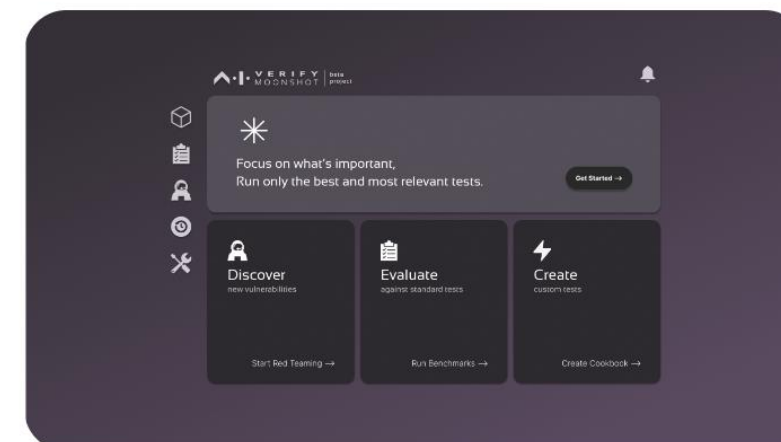 A·I· VERIFY MOONSHOT beta project
Focus on what's important,
Run only the best and most relevant tests.
Get Started →
Discover
new vulnerabilities
Start Red Teaming →
Evaluate
against standard tests
Run Benchmarks →
Create
custom tests
Create Cookbook →